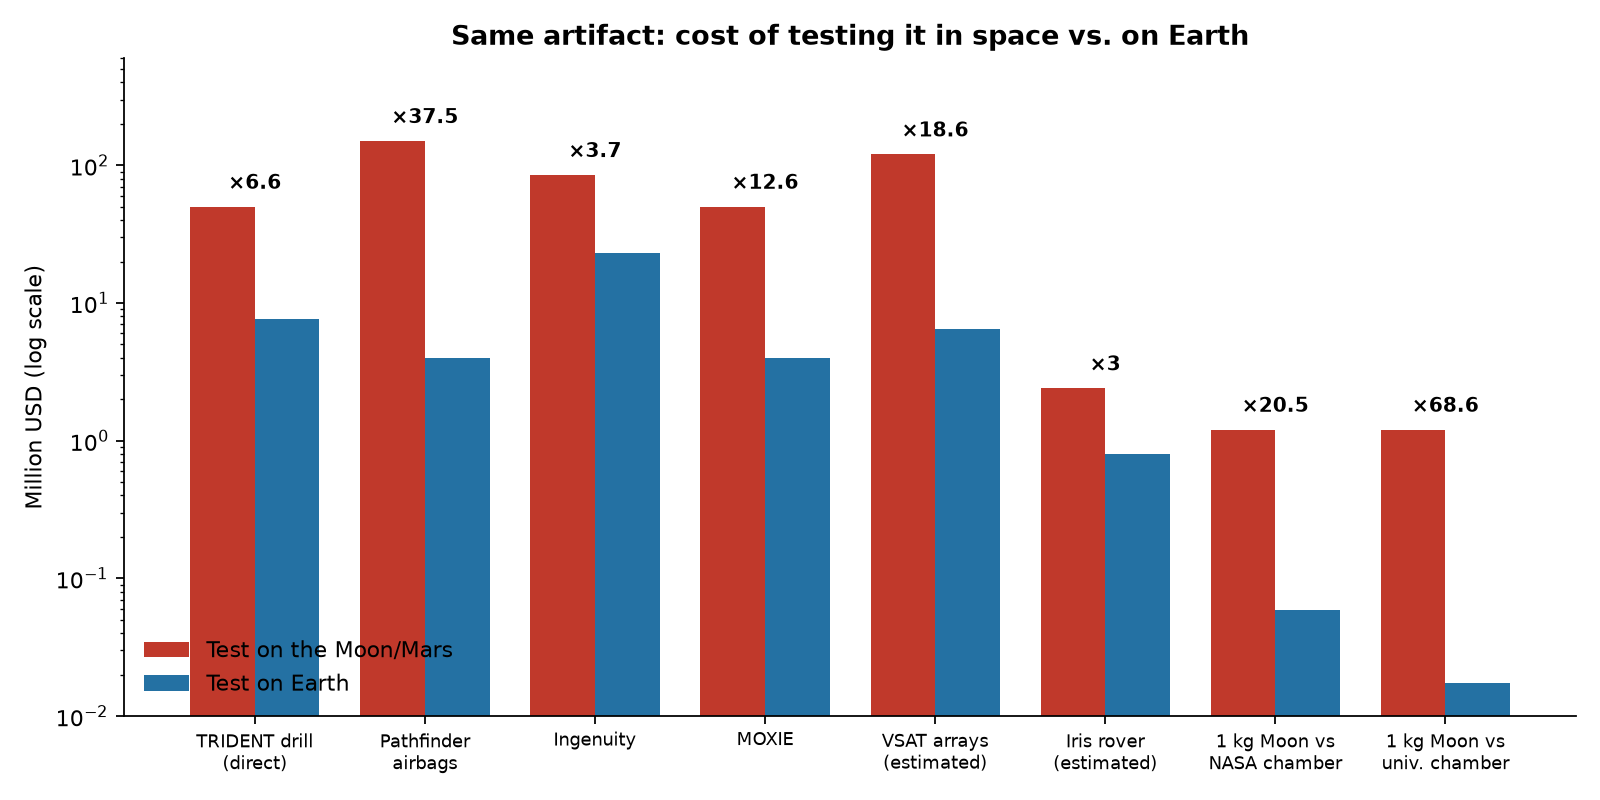 Same artifact: cost of testing it in space vs. on Earth
Million USD (log scale)
10²
10¹
10⁰
10⁻¹
10⁻²
×6.6
×37.5
×3.7
×12.6
×18.6
×3
×20.5
×68.6
Test on the Moon/Mars
Test on Earth
TRIDENT drill
(direct)
Pathfinder
airbags
Ingenuity
MOXIE
VSAT arrays
(estimated)
Iris rover
(estimated)
1 kg Moon vs
NASA chamber
1 kg Moon vs
univ. chamber